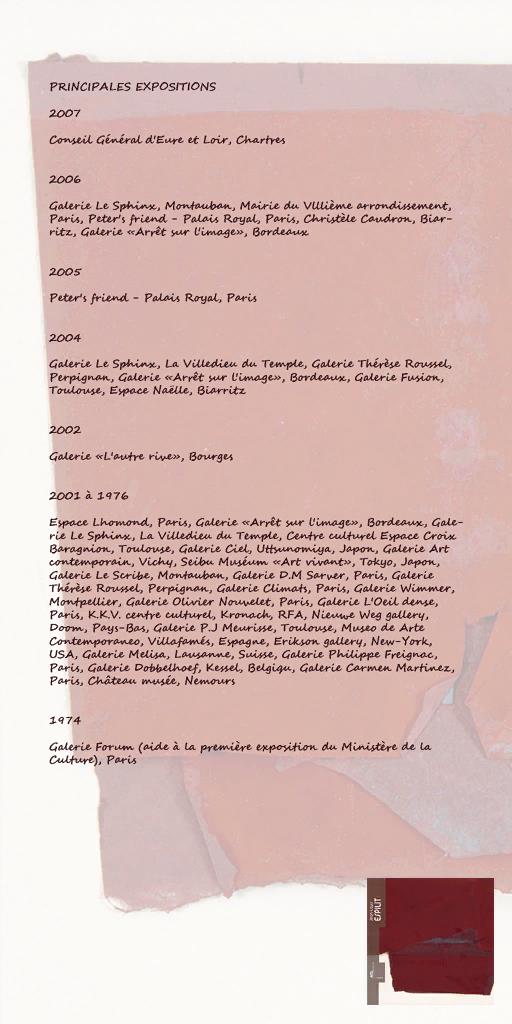 PRINCIPALES EXPOSITIONS
2007
Conseil Général d'Eure et Loir, Chartres
2006
Galerie Le Sphinx, Montauban, Mairie du VIIIième arrondissement,
Paris, Peter's friend - Palais Royal, Paris, Christèle Caudron, Biar-
ritz, Galerie «Arrêt sur l'image», Bordeaux
2005
Peter's friend - Palais Royal, Paris
2004
Galerie Le Sphinx, La Villedieu du Temple, Galerie Thérèse Roussel,
Perpignan, Galerie «Arrêt sur l'image», Bordeaux, Galerie Fusion,
Toulouse, Espace Naëlle, Biarritz
2002
Galerie «L'autre rive», Bourges
2001 à 1976
Espace Lhomond, Paris, Galerie «Arrêt sur l'image», Bordeaux, Gale-
rie Le Sphinx, La Villedieu du Temple, Centre culturel Espace Croix
Baragnion, Toulouse, Galerie Ciel, Uttsunomiya, Japon, Galerie Art
contemporain, Vichy, Seibu Muséum «Art vivant», Tokyo, Japon,
Galerie Le Scribe, Montauban, Galerie D.M Sarver, Paris, Galerie
Thérèse Roussel, Perpignan, Galerie Climats, Paris, Galerie Wimmer,
Montpellier, Galerie Olivier Nouvelet, Paris, Galerie L'Oeil dense,
Paris, K.K.V. centre culturel, Kronach, RFA, Nieuwe Weg gallery,
Doom, Pays-Bas, Galerie P.J Meurisse, Toulouse, Museo de Arte
Contemporaneo, Villafamés, Espagne, Erikson gallery, New-York,
USA, Galerie Melisa, Lausanne, Suisse, Galerie Philippe Freignac,
Paris, Galerie Dobbelhoef, Kessel, Belgiqu, Galerie Carmen Martinez,
Paris, Château musée, Nemours
1974
Galerie Forum (aide à la première exposition du Ministère de la
Culture), Paris
ESPIUT